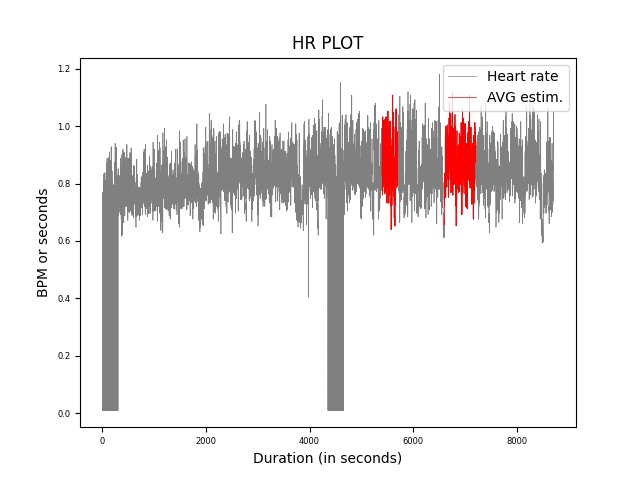 HR PLOT
Heart rate
AVG estim.
1.2
1.0
0.8
0.6
0.4
0.2
0.0
BPM or seconds
0
2000
4000
6000
8000
Duration (in seconds)